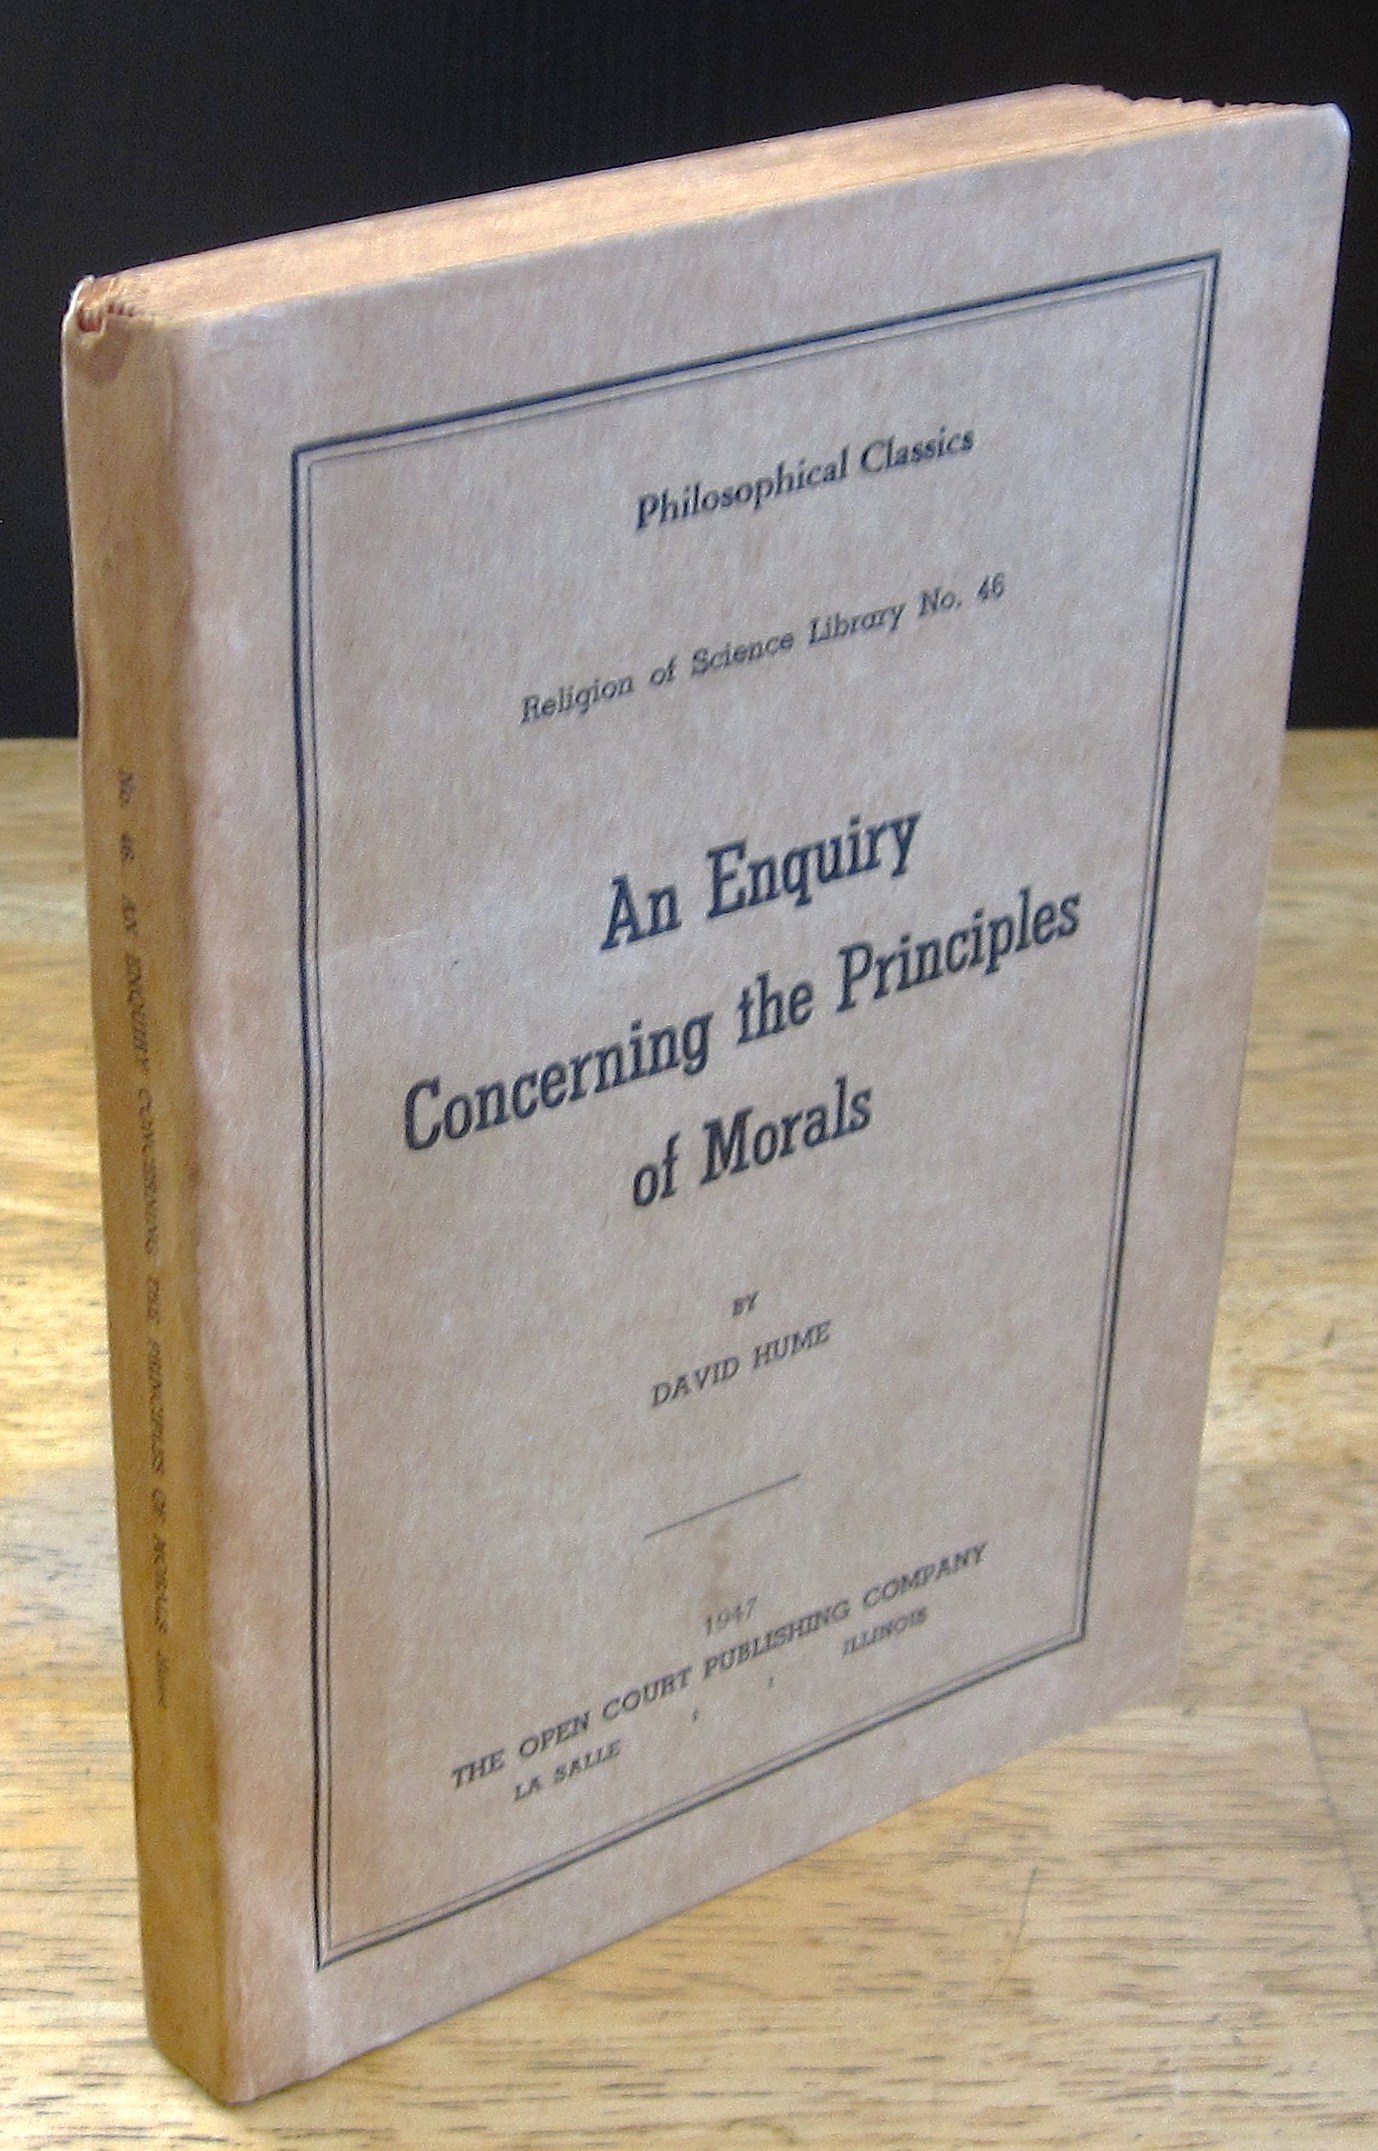 Philosophical Classics
Religion of Science Library No. 46
An Enquiry
Concerning the Principles
of Morals
BY
DAVID HUME
1947
THE OPEN COURT PUBLISHING COMPANY
LA SALLE : : ILLINOIS
No. 46. AN ENQUIRY CONCERNING THE PRINCIPLES OF MORALS Hume